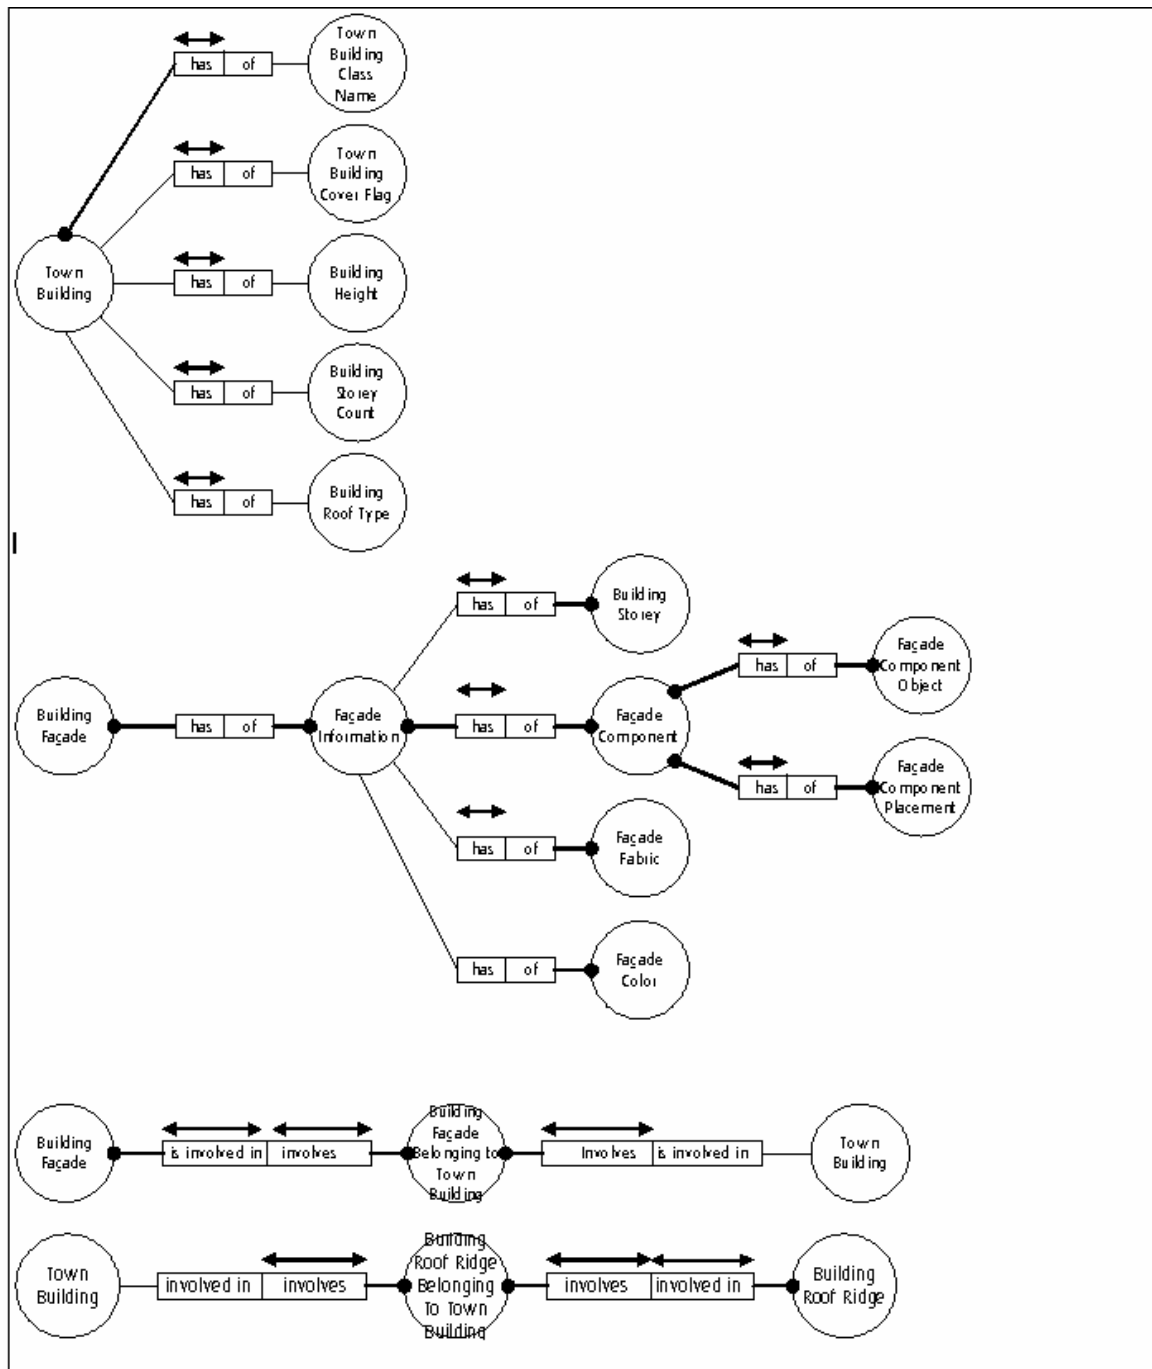 Town
Building
Class
Name
has of
Town
Building
Cover Flag
has of
Town
Building
Building
Height
has of
Building
Storey
Count
has of
Building
Roof Type
has of
Building
Storey
has of
Façade
Component
Object
has of
Building
Façade
has of
Façade
Information
has of
Façade
Component
Façade
Component
Placement
has of
Façade
Fabric
has of
Façade
Color
has of
Building
Façade
is involved in involves
Building
Façade
Belonging to
Town
Building
Involves is involved in
Town
Building
Town
Building
involved in involves
Building
Roof Ridge
Belonging
To Town
Building
involves involved in
Building
Roof Ridge